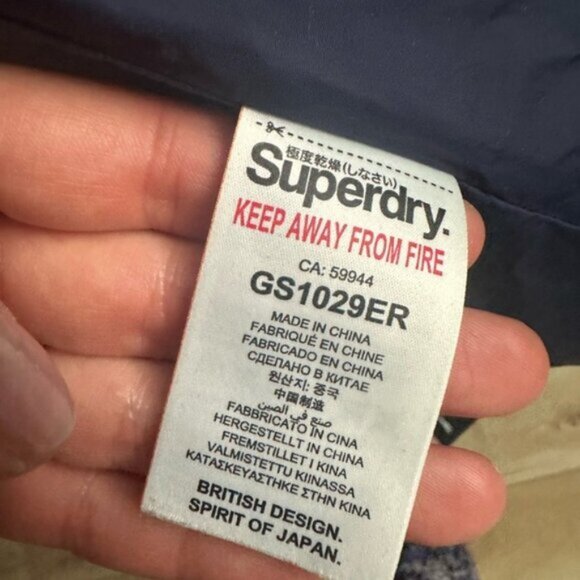 極度乾燥(しなさい)
Superdry.
KEEP AWAY FROM FIRE
CA: 59944
GS1029ER
MADE IN CHINA
FABRIQUÉ EN CHINE
FABRICADO EN CHINA
СДЕЛАНО В КИТАЕ
원산지: 중국
中国制造
صنع في الصين
FABBRICATO IN CINA
HERGESTELLT IN CHINA
FREMSTILLET I KINA
VALMISTETTU KIINASSA
ΚΑΤΑΣΚΕΥΑΣΤΗΚΕ ΣΤΗΝ ΚΙΝΑ
BRITISH DESIGN.
SPIRIT OF JAPAN.